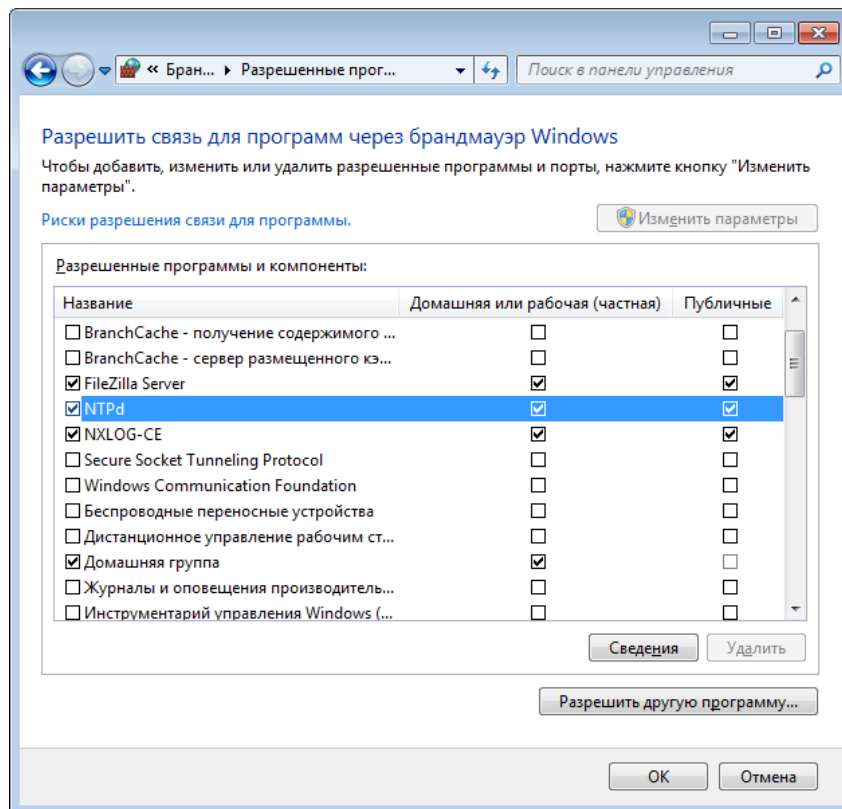 « Бран... Разрешенные прог... Поиск в панели управления
Разрешить связь для программ через брандмауэр Windows
Чтобы добавить, изменить или удалить разрешенные программы и порты, нажмите кнопку "Изменить
параметры".
Риски разрешения связи для программы. Изменить параметры
Разрешенные программы и компоненты:
Название Домашняя или рабочая (частная) Публичные
BranchCache - получение содержимого ...
BranchCache - сервер размещенного кэ...
FileZilla Server
NTPd
NXLOG-CE
Secure Socket Tunneling Protocol
Windows Communication Foundation
Беспроводные переносные устройства
Дистанционное управление рабочим ст...
Домашняя группа
Журналы и оповещения производитель...
Инструментарий управления Windows (...
Сведения Удалить
Разрешить другую программу...
OK Отмена